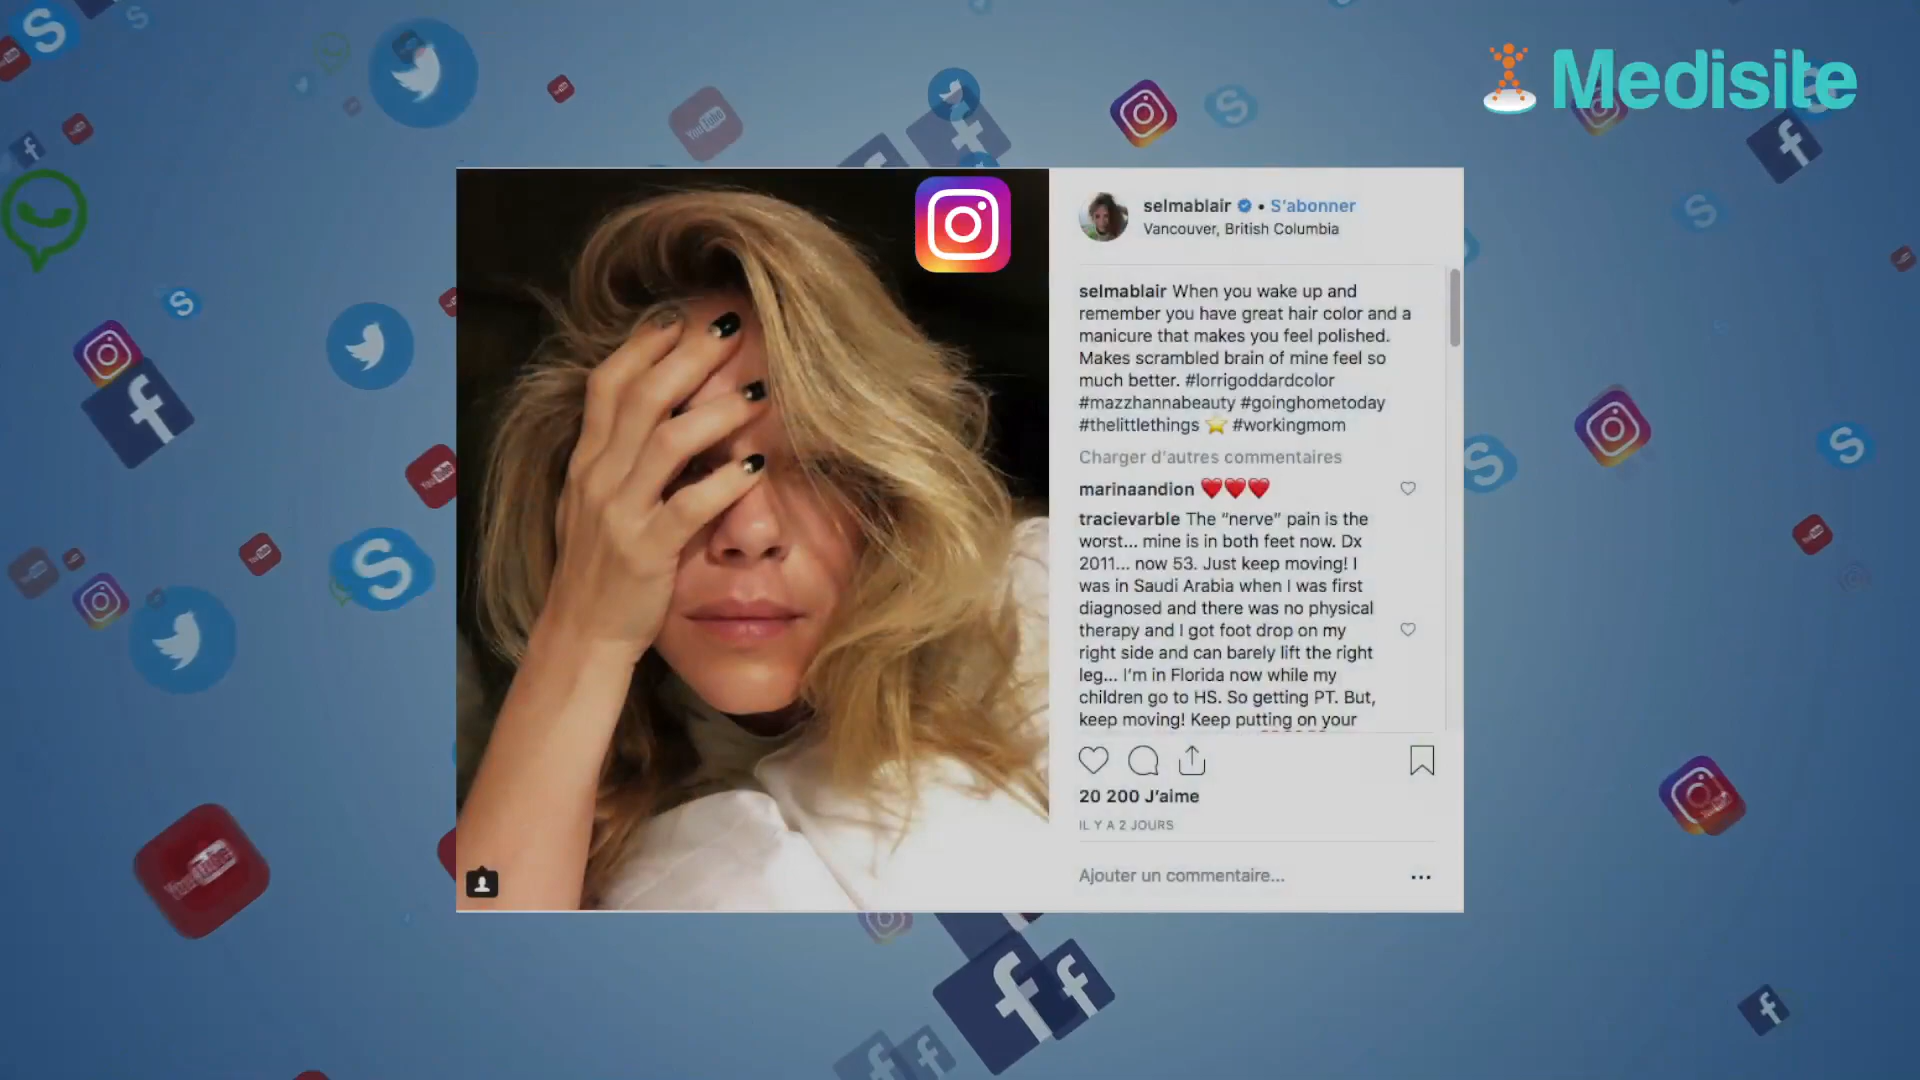 Medisite
selmablair • S'abonner
Vancouver, British Columbia
selmablair When you wake up and
remember you have great hair color and a
manicure that makes you feel polished.
Makes scrambled brain of mine feel so
much better. #lorrigoddardcolor
#mazzhannabeauty #goinghometoday
#thelittlethings ⭐ #workingmom
Charger d'autres commentaires
marinaandion ❤️❤️❤️
tracievarble The "nerve" pain is the
worst... mine is in both feet now. Dx
2011... now 53. Just keep moving! I
was in Saudi Arabia when I was first
diagnosed and there was no physical
therapy and I got foot drop on my
right side and can barely lift the right
leg... I'm in Florida now while my
children go to HS. So getting PT. But,
keep moving! Keep putting on your
20 200 J'aime
IL Y A 2 JOURS
Ajouter un commentaire...
YouTube
YouTube
YouTube